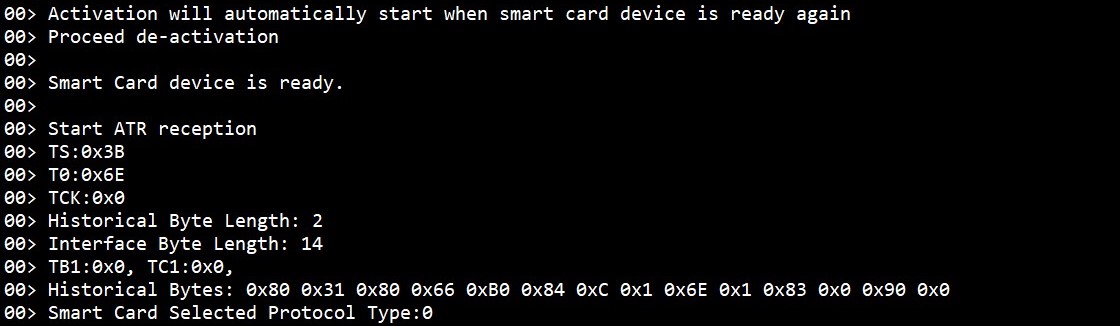 00> Activation will automatically start when smart card device is ready again
00> Proceed de-activation
00>
00> Smart Card device is ready.
00>
00> Start ATR reception
00> TS:0x3B
00> T0:0x6E
00> TCK:0x0
00> Historical Byte Length: 2
00> Interface Byte Length: 14
00> TB1:0x0, TC1:0x0,
00> Historical Bytes: 0x80 0x31 0x80 0x66 0xB0 0x84 0xC 0x1 0x6E 0x1 0x83 0x0 0x90 0x0
00> Smart Card Selected Protocol Type:0